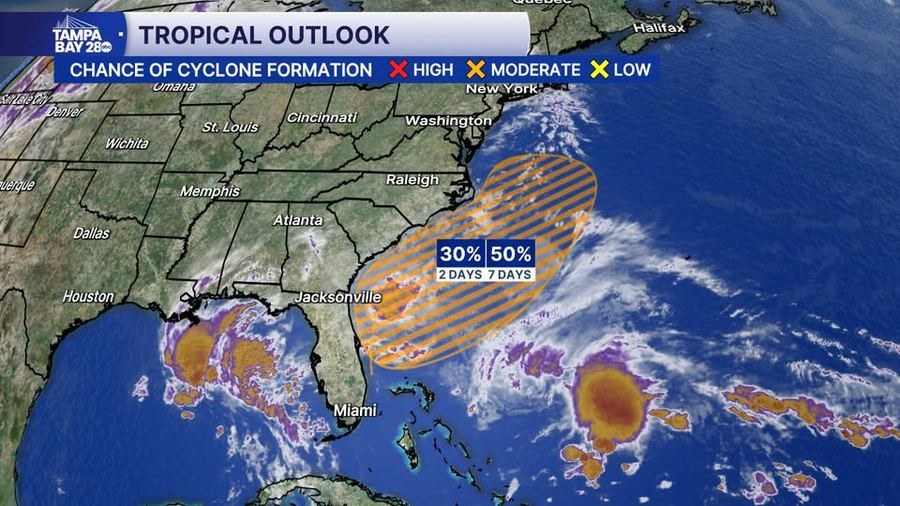 Quebec
Halifax
TAMPA
BAY 28 abc
TROPICAL OUTLOOK
CHANCE OF CYCLONE FORMATION HIGH MODERATE LOW
Omaha
New York
Salt Lake City
Denver
Cincinnati
Washington
St. Louis
Wichita
Raleigh
querque
Memphis
Atlanta
Dallas
30% 50%
2 DAYS 7 DAYS
Houston
Jacksonville
Miami